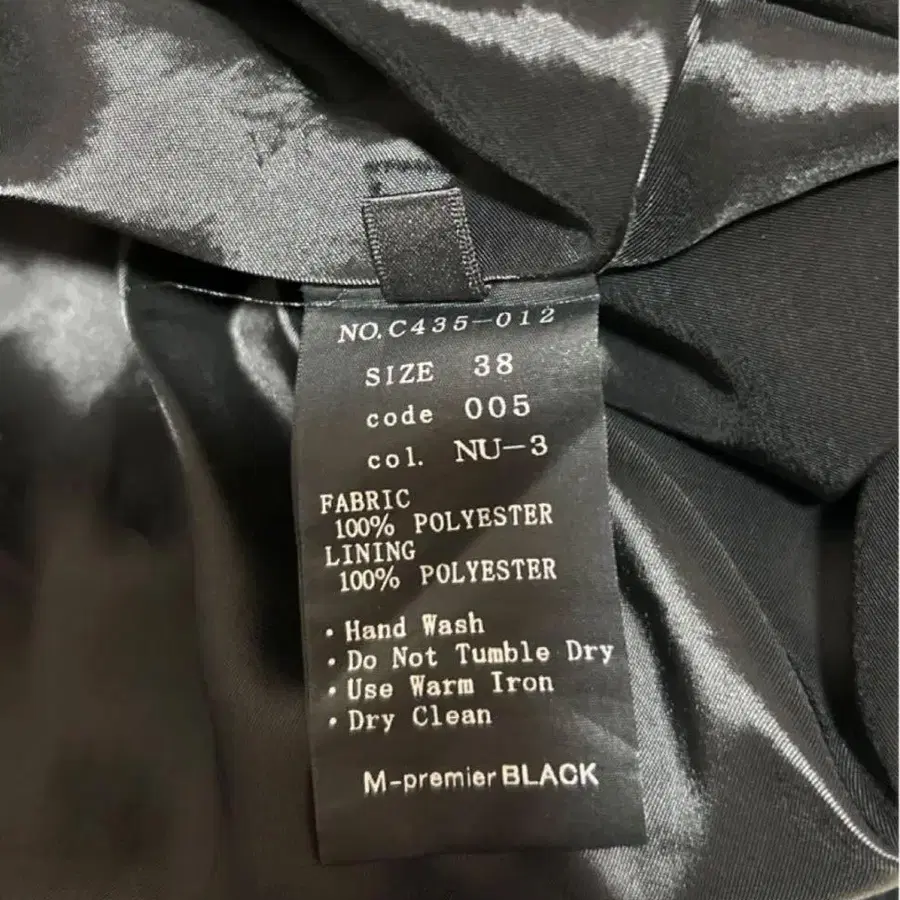 NO. C435-012
SIZE 38
code 005
col. NU-3
FABRIC
100% POLYESTER
LINING
100% POLYESTER
・Hand Wash
・Do Not Tumble Dry
・Use Warm Iron
・Dry Clean
M-premier BLACK